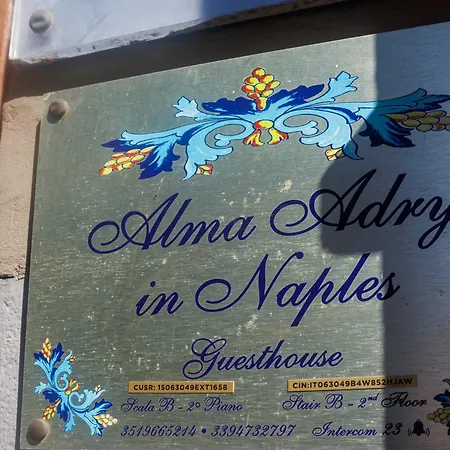 Alma Adry
in Naples
Guesthouse
CUSR: 15063049EXT1658 CIN:IT063049B4W852HJAW
Scala B - 2° Piano Stair B - 2nd Floor
3519665214 • 3394732797 Intercom 23